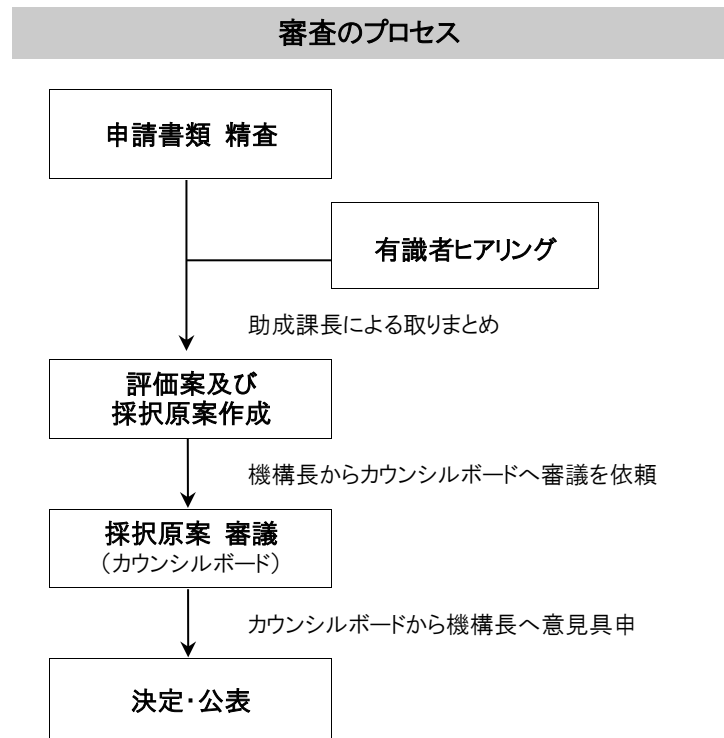 審査のプロセス
申請書類 精査
有識者ヒアリング
助成課長による取りまとめ
評価案及び
採択原案作成
機構長からカウンシルボードへ審議を依頼
採択原案 審議
（カウンシルボード）
カウンシルボードから機構長へ意見具申
決定・公表